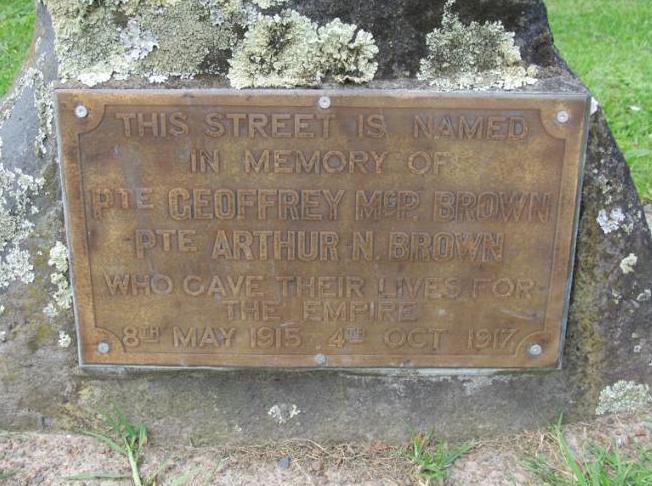 THIS STREET IS NAMED
IN MEMORY OF
PTE GEOFFREY McP. BROWN
PTE ARTHUR N. BROWN
WHO GAVE THEIR LIVES FOR
THE EMPIRE
8TH MAY 1915 4TH OCT 1917